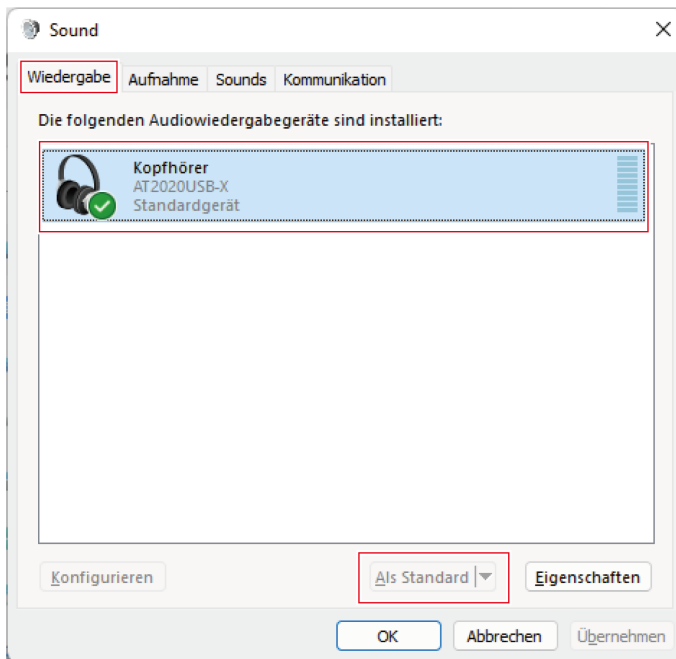 Sound
Wiedergabe Aufnahme Sounds Kommunikation
Die folgenden Audiowiedergabegeräte sind installiert:
Kopfhörer
AT2020USB-X
Standardgerät
Konfigurieren Als Standard Eigenschaften
OK Abbrechen Übernehmen